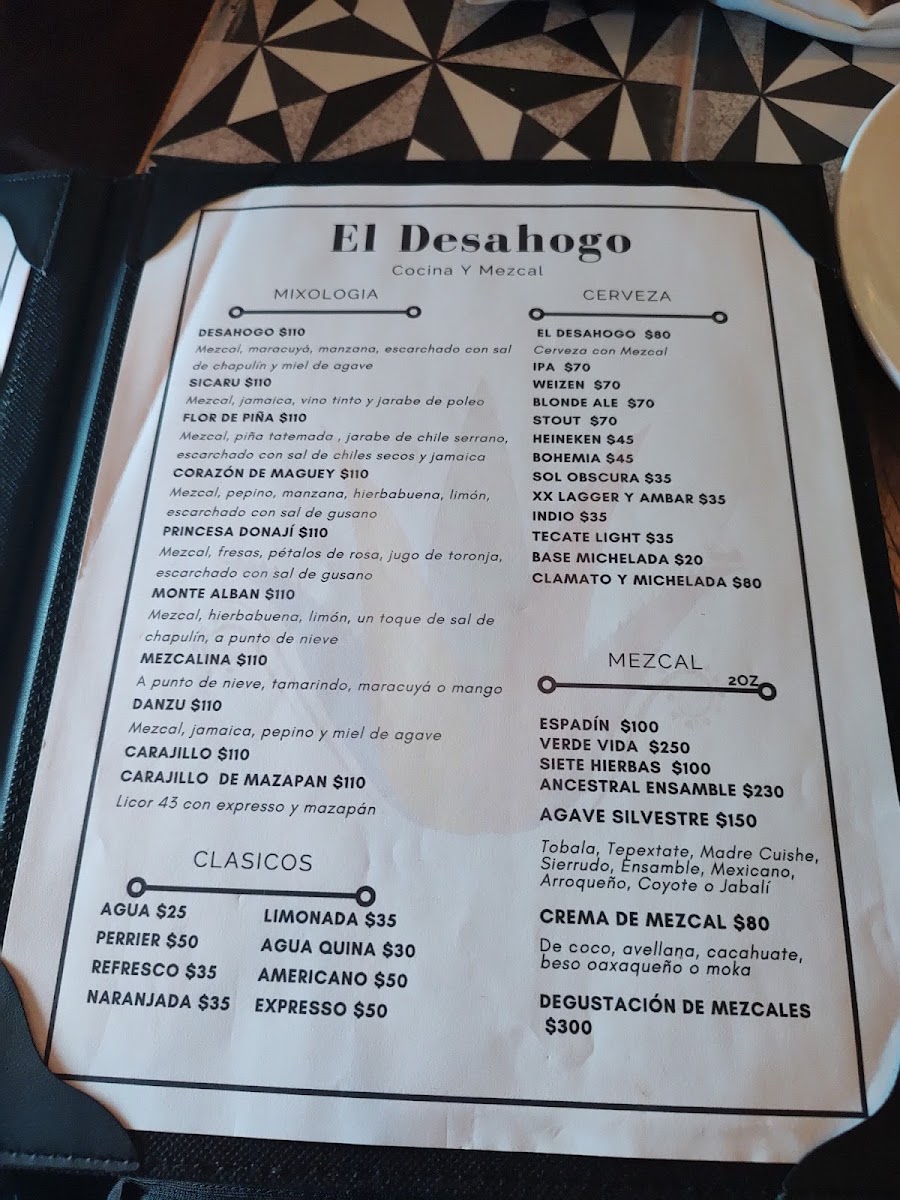 El Desahogo
Cocina Y Mezcal
MIXOLOGIA
DESAHOGO $110
Mezcal, maracuyá, manzana, escarchado con sal
de chapulín y miel de agave
SICARU $110
Mezcal, jamaica, vino tinto y jarabe de poleo
FLOR DE PIÑA $110
Mezcal, piña tatemada , jarabe de chile serrano,
escarchado con sal de chiles secos y jamaica
CORAZÓN DE MAGUEY $110
Mezcal, pepino, manzana, hierbabuena, limón,
escarchado con sal de gusano
PRINCESA DONAJÍ $110
Mezcal, fresas, pétalos de rosa, jugo de toronja,
escarchado con sal de gusano
MONTE ALBAN $110
Mezcal, hierbabuena, limón, un toque de sal de
chapulín, a punto de nieve
MEZCALINA $110
A punto de nieve, tamarindo, maracuyá o mango
DANZU $110
Mezcal, jamaica, pepino y miel de agave
CARAJILLO $110
CARAJILLO DE MAZAPAN $110
Licor 43 con expresso y mazapán
CLASICOS
AGUA $25
PERRIER $50
REFRESCO $35
NARANJADA $35
LIMONADA $35
AGUA QUINA $30
AMERICANO $50
EXPRESSO $50
CERVEZA
EL DESAHOGO $80
Cerveza con Mezcal
IPA $70
WEIZEN $70
BLONDE ALE $70
STOUT $70
HEINEKEN $45
BOHEMIA $45
SOL OBSCURA $35
XX LAGGER Y AMBAR $35
INDIO $35
TECATE LIGHT $35
BASE MICHELADA $20
CLAMATO Y MICHELADA $80
MEZCAL
2OZ
ESPADÍN $100
VERDE VIDA $250
SIETE HIERBAS $100
ANCESTRAL ENSAMBLE $230
AGAVE SILVESTRE $150
Tobala, Tepextate, Madre Cuishe,
Sierrudo, Ensamble, Mexicano,
Arroqueño, Coyote o Jabalí
CREMA DE MEZCAL $80
De coco, avellana, cacahuate,
beso oaxaqueño o moka
DEGUSTACIÓN DE MEZCALES
$300